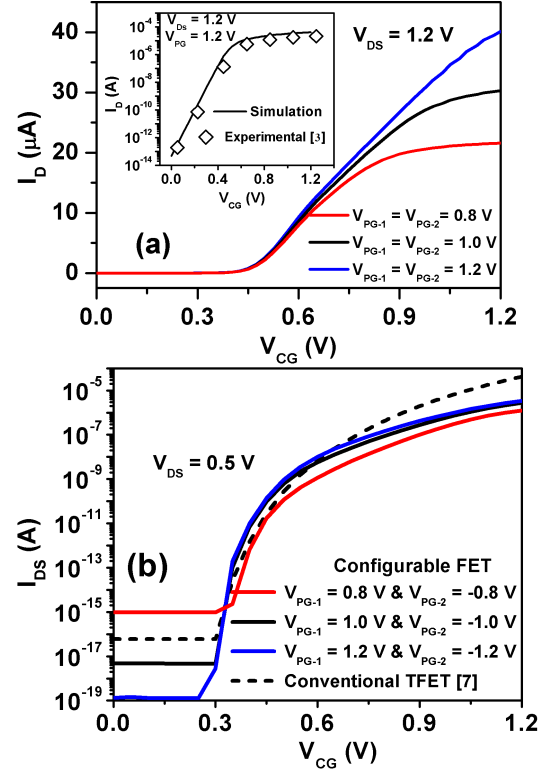 10⁻⁴
10⁻⁶
10⁻⁸
10⁻¹⁰
10⁻¹²
10⁻¹⁴
I_D (A)
V_Ds = 1.2 V
V_PG = 1.2 V
Simulation
Experimental [3]
0.0 0.4 0.8 1.2
V_CG (V)
V_DS = 1.2 V
40
30
20
10
0
I_D (μA)
(a)
V_PG-1 = V_PG-2 = 0.8 V
V_PG-1 = V_PG-2 = 1.0 V
V_PG-1 = V_PG-2 = 1.2 V
0.0 0.3 0.6 0.9 1.2
V_CG (V)
10⁻⁵
10⁻⁷
10⁻⁹
10⁻¹¹
10⁻¹³
10⁻¹⁵
10⁻¹⁷
10⁻¹⁹
I_DS (A)
V_DS = 0.5 V
(b)
Configurable FET
V_PG-1 = 0.8 V & V_PG-2 = -0.8 V
V_PG-1 = 1.0 V & V_PG-2 = -1.0 V
V_PG-1 = 1.2 V & V_PG-2 = -1.2 V
Conventional TFET [7]
0.0 0.3 0.6 0.9 1.2
V_CG (V)